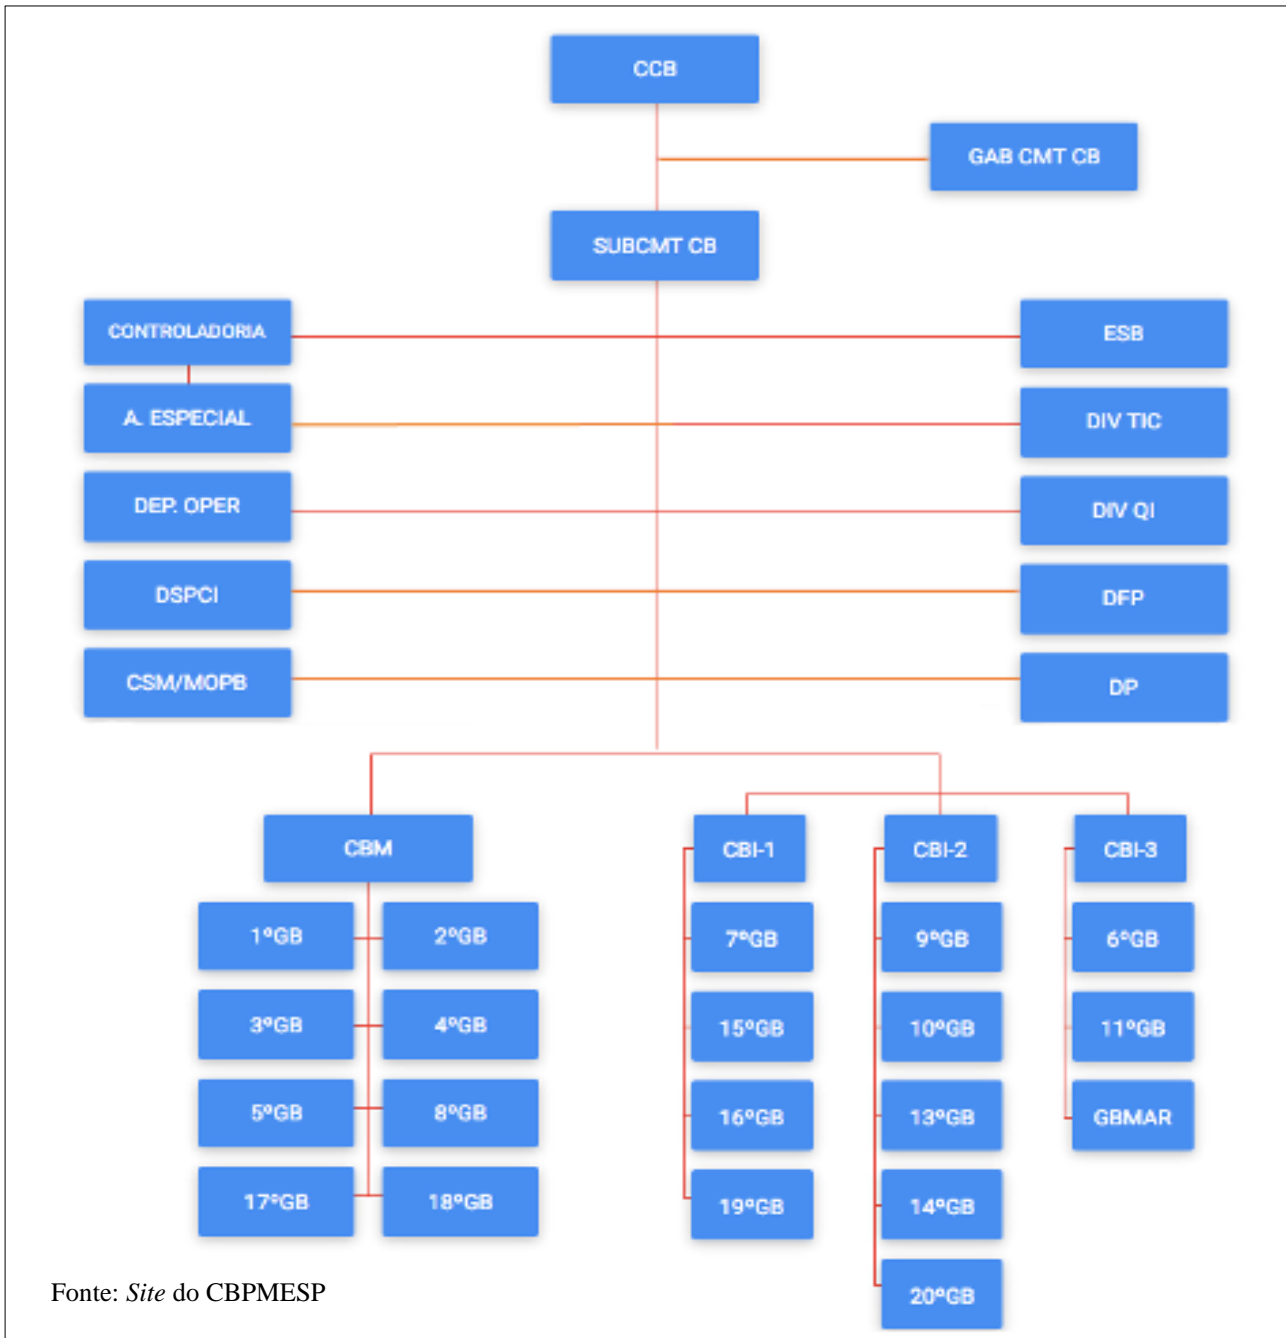 CCB
GAB CMT CB
SUBCMT CB
CONTROLADORIA
ESB
A. ESPECIAL
DIV TIC
DEP. OPER
DIV QI
DSPCI
DFP
CSM/MOPB
DP
CBM
CBI-1
CBI-2
CBI-3
1ºGB
2ºGB
7ºGB
9ºGB
6ºGB
3ºGB
4ºGB
15ºGB
10ºGB
11ºGB
5ºGB
8ºGB
16ºGB
13ºGB
GBMAR
17ºGB
18ºGB
19ºGB
14ºGB
20ºGB
Fonte: Site do CBPMESP